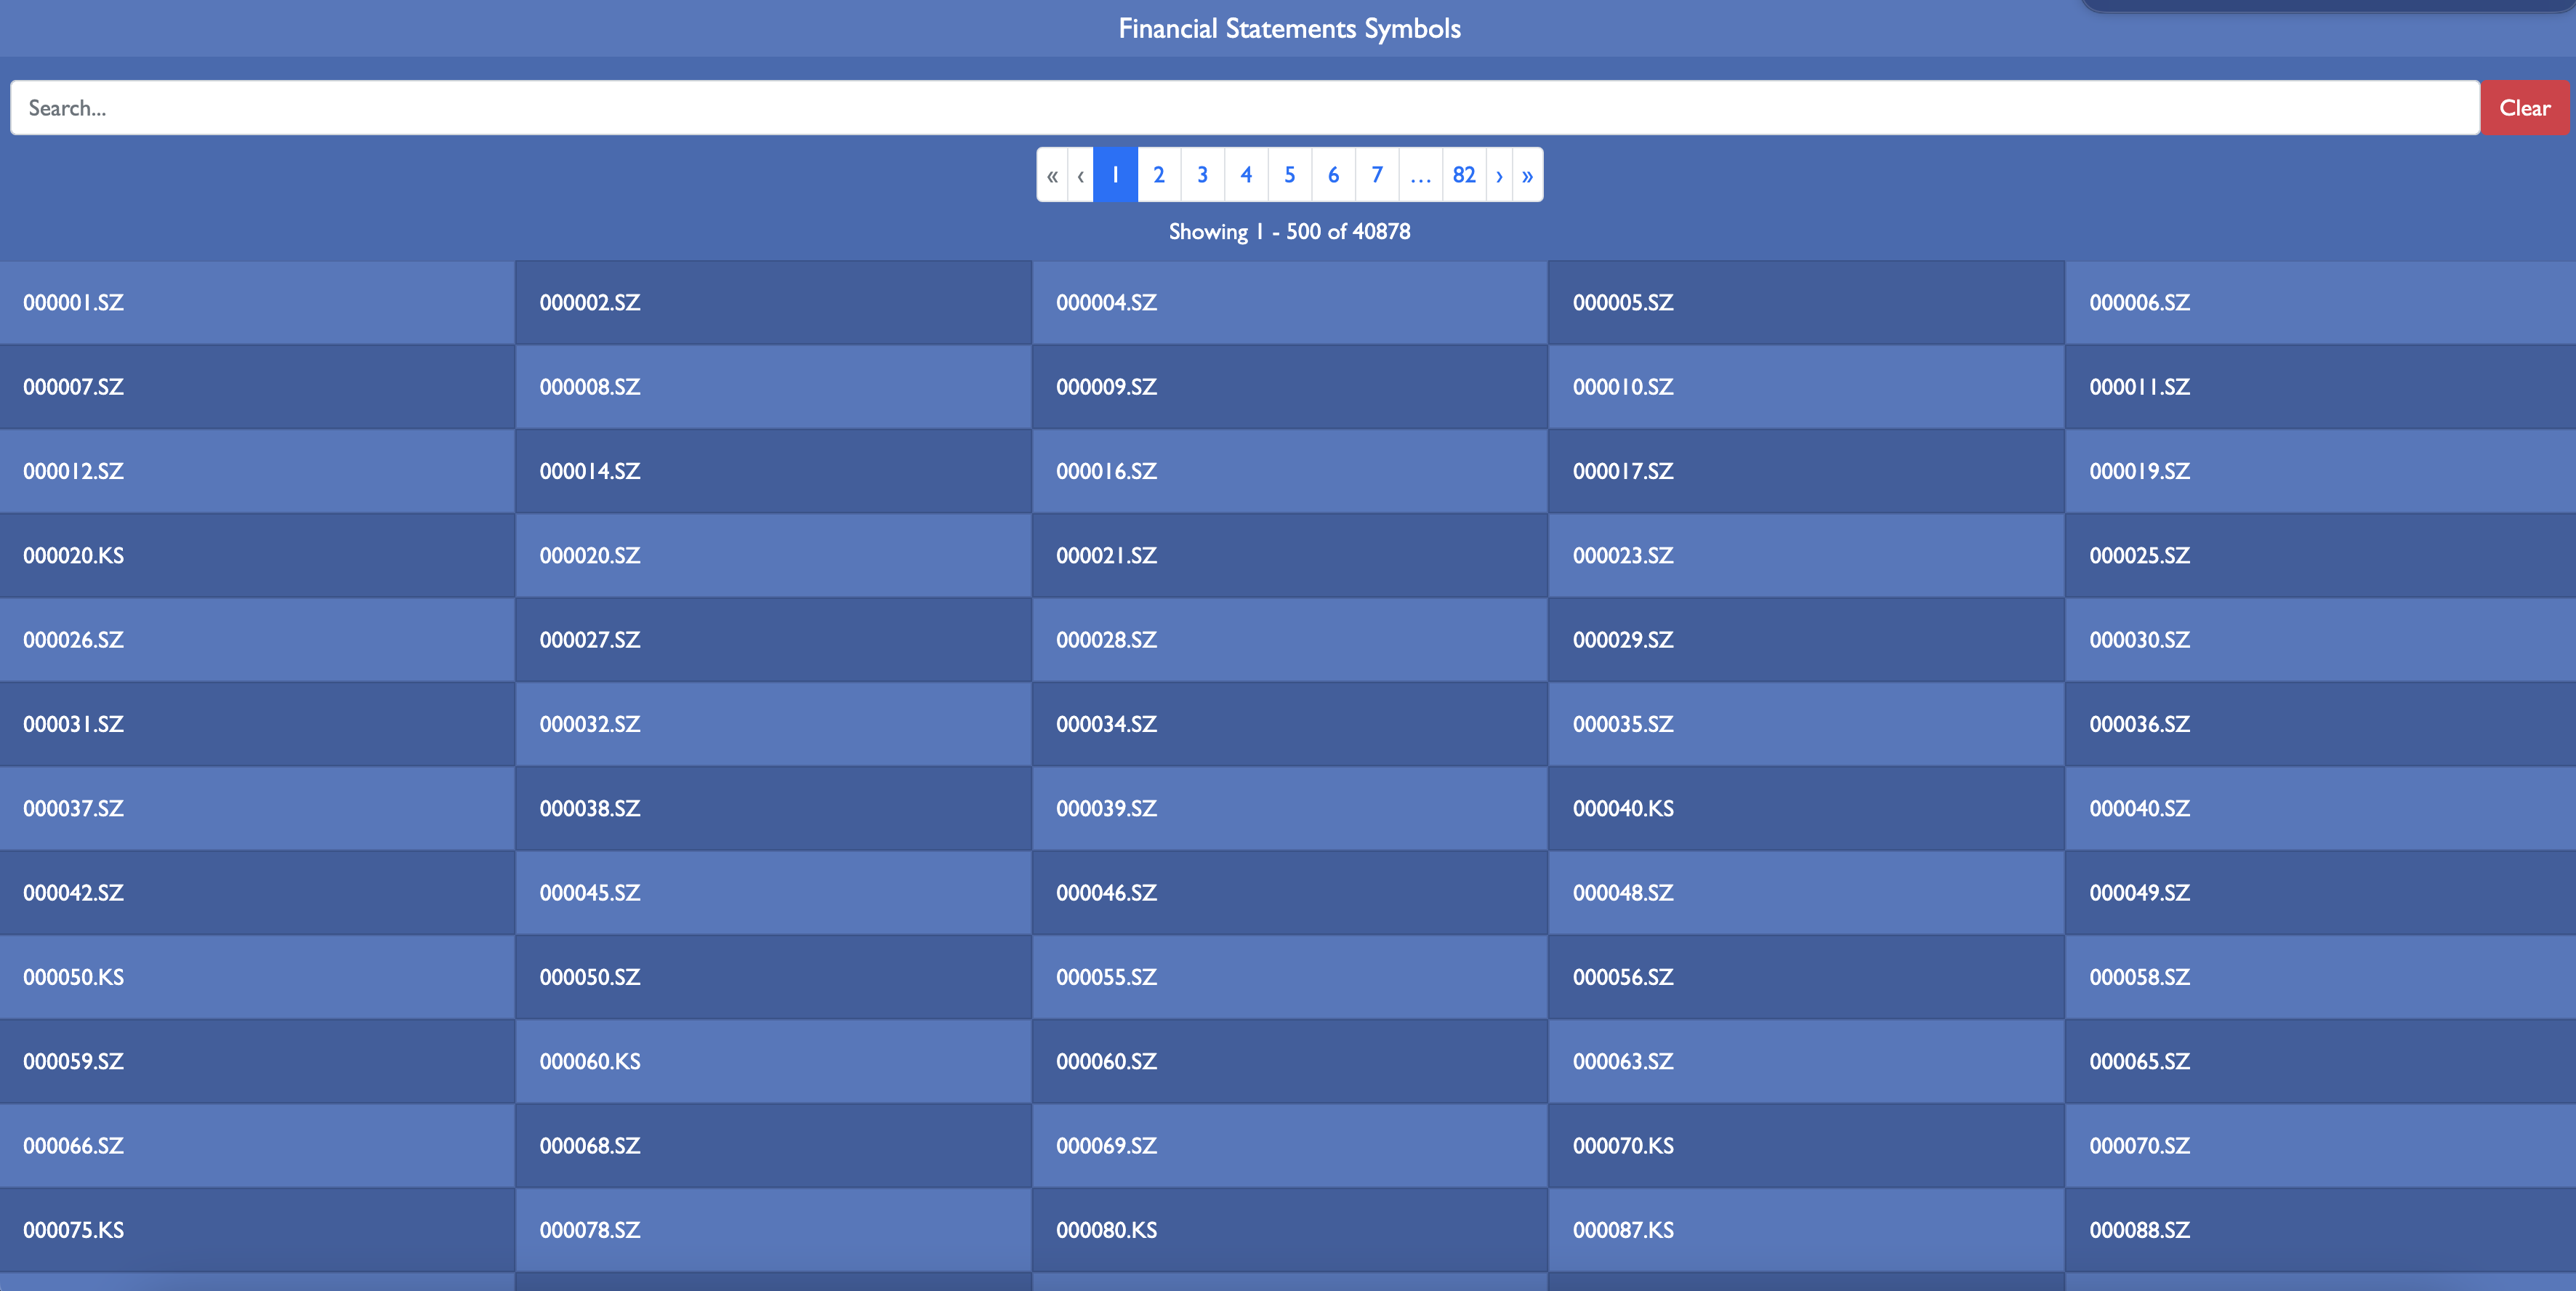 Financial Statements Symbols
Search...
Clear
« ‹ 1 2 3 4 5 6 7 … 82 › »
Showing 1 - 500 of 40878
000001.SZ 000002.SZ 000004.SZ 000005.SZ 000006.SZ
000007.SZ 000008.SZ 000009.SZ 000010.SZ 000011.SZ
000012.SZ 000014.SZ 000016.SZ 000017.SZ 000019.SZ
000020.KS 000020.SZ 000021.SZ 000023.SZ 000025.SZ
000026.SZ 000027.SZ 000028.SZ 000029.SZ 000030.SZ
000031.SZ 000032.SZ 000034.SZ 000035.SZ 000036.SZ
000037.SZ 000038.SZ 000039.SZ 000040.KS 000040.SZ
000042.SZ 000045.SZ 000046.SZ 000048.SZ 000049.SZ
000050.KS 000050.SZ 000055.SZ 000056.SZ 000058.SZ
000059.SZ 000060.KS 000060.SZ 000063.SZ 000065.SZ
000066.SZ 000068.SZ 000069.SZ 000070.KS 000070.SZ
000075.KS 000078.SZ 000080.KS 000087.KS 000088.SZ